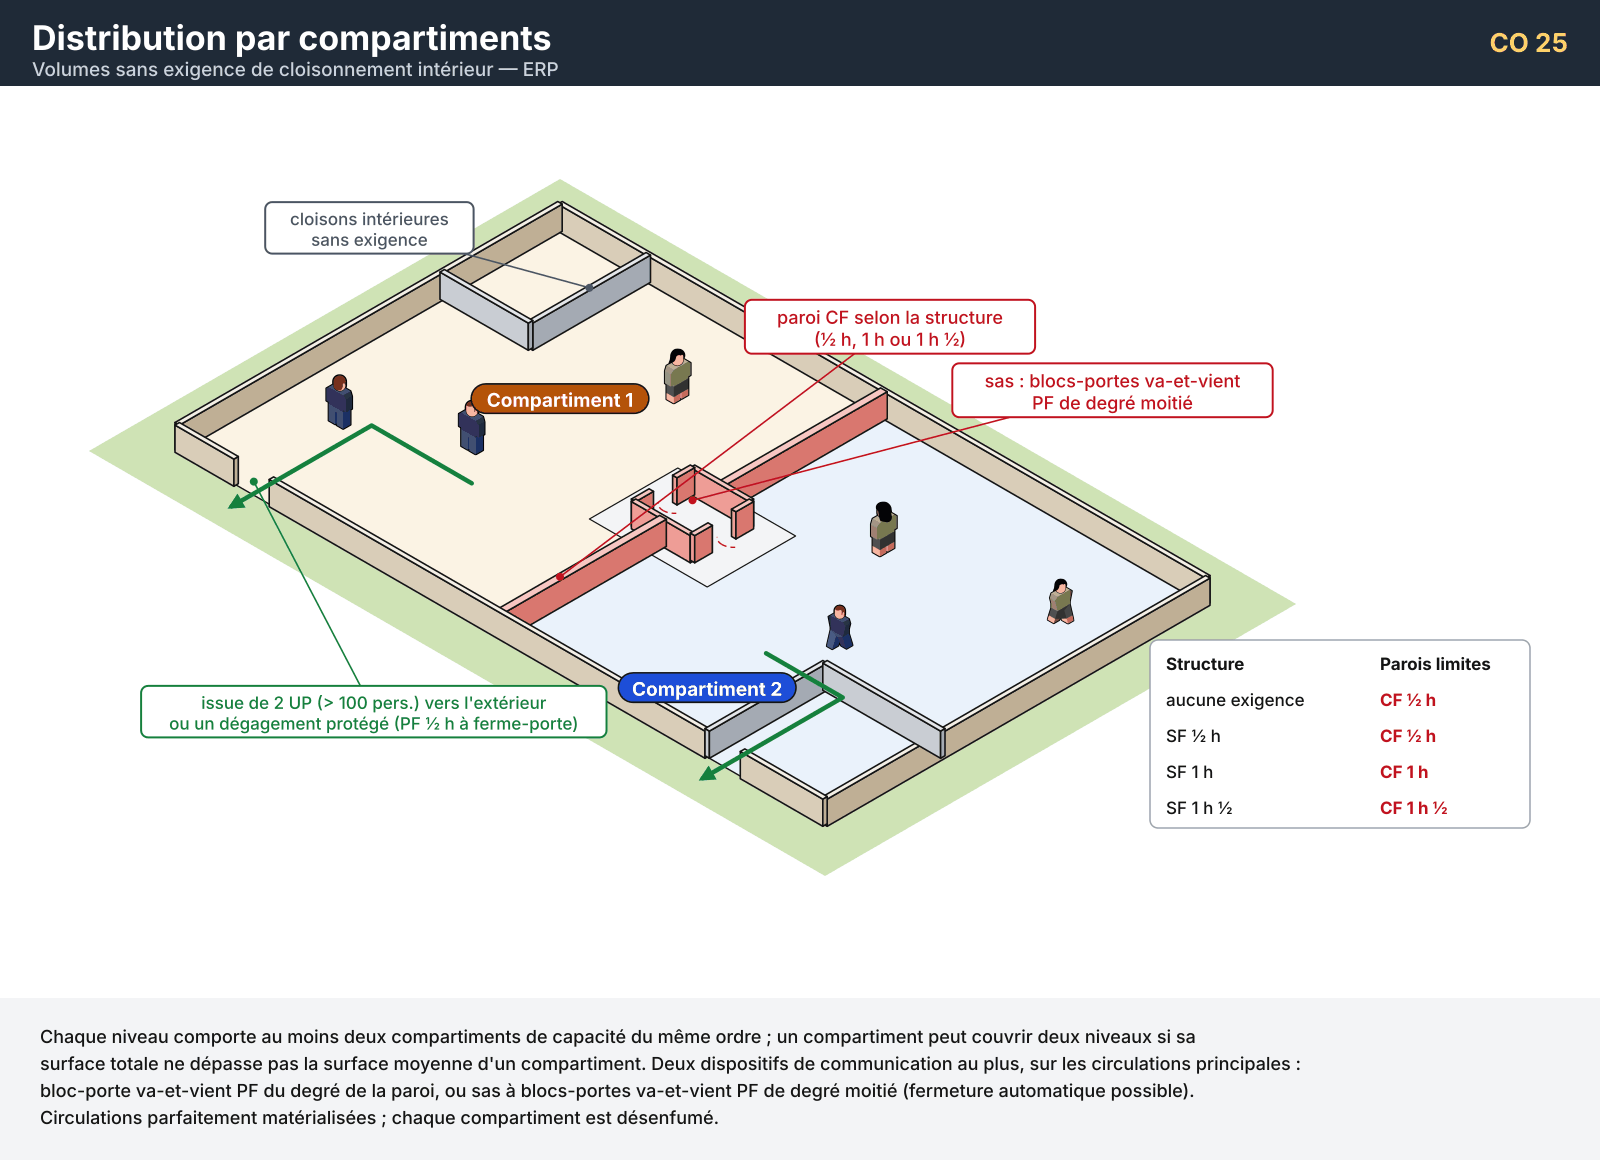 Distribution par compartiments
Volumes sans exigence de cloisonnement intérieur — ERP
CO 25
cloisons intérieures
sans exigence
paroi CF selon la structure
(½ h, 1 h ou 1 h ½)
sas : blocs-portes va-et-vient
PF de degré moitié
Compartiment 1
Compartiment 2
issue de 2 UP (> 100 pers.) vers l'extérieur
ou un dégagement protégé (PF ½ h à ferme-porte)
Structure Parois limites
aucune exigence CF ½ h
SF ½ h CF ½ h
SF 1 h CF 1 h
SF 1 h ½ CF 1 h ½
Chaque niveau comporte au moins deux compartiments de capacité du même ordre ; un compartiment peut couvrir deux niveaux si sa
surface totale ne dépasse pas la surface moyenne d'un compartiment. Deux dispositifs de communication au plus, sur les circulations principales :
bloc-porte va-et-vient PF du degré de la paroi, ou sas à blocs-portes va-et-vient PF de degré moitié (fermeture automatique possible).
Circulations parfaitement matérialisées ; chaque compartiment est désenfumé.